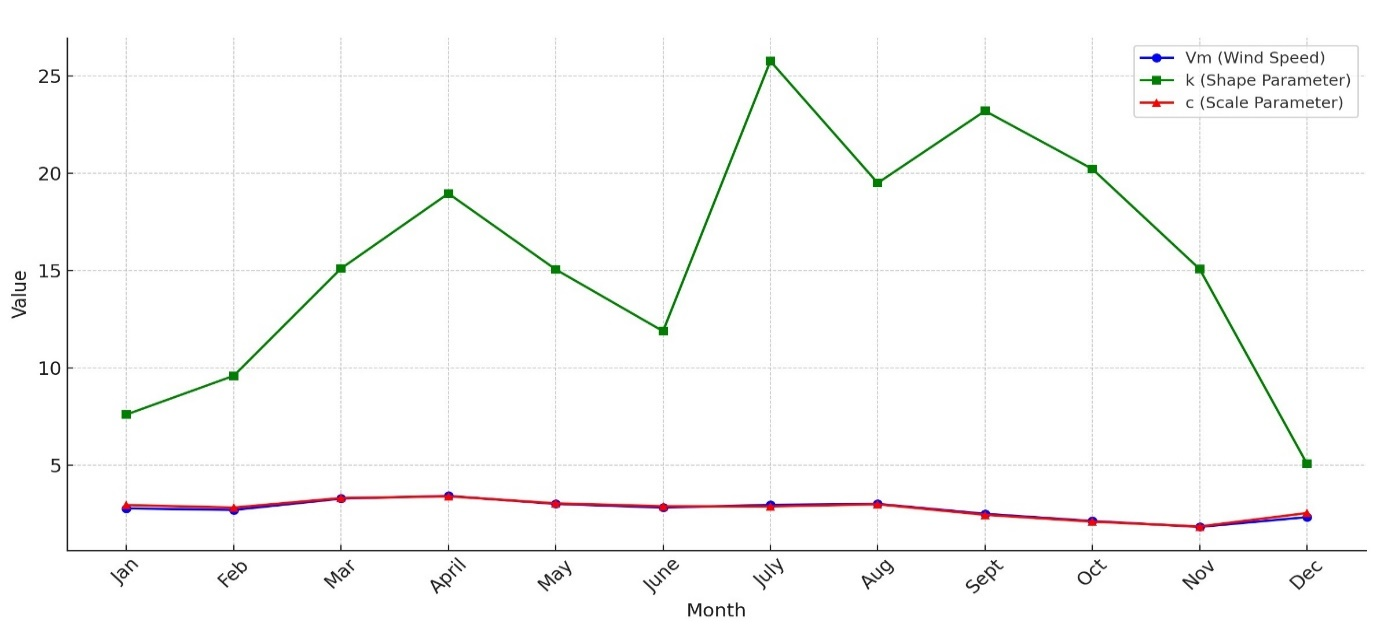 Vm (Wind Speed)
k (Shape Parameter)
c (Scale Parameter)
25
20
15
10
5
Value
Jan Feb Mar April May June July Aug Sept Oct Nov Dec
Month